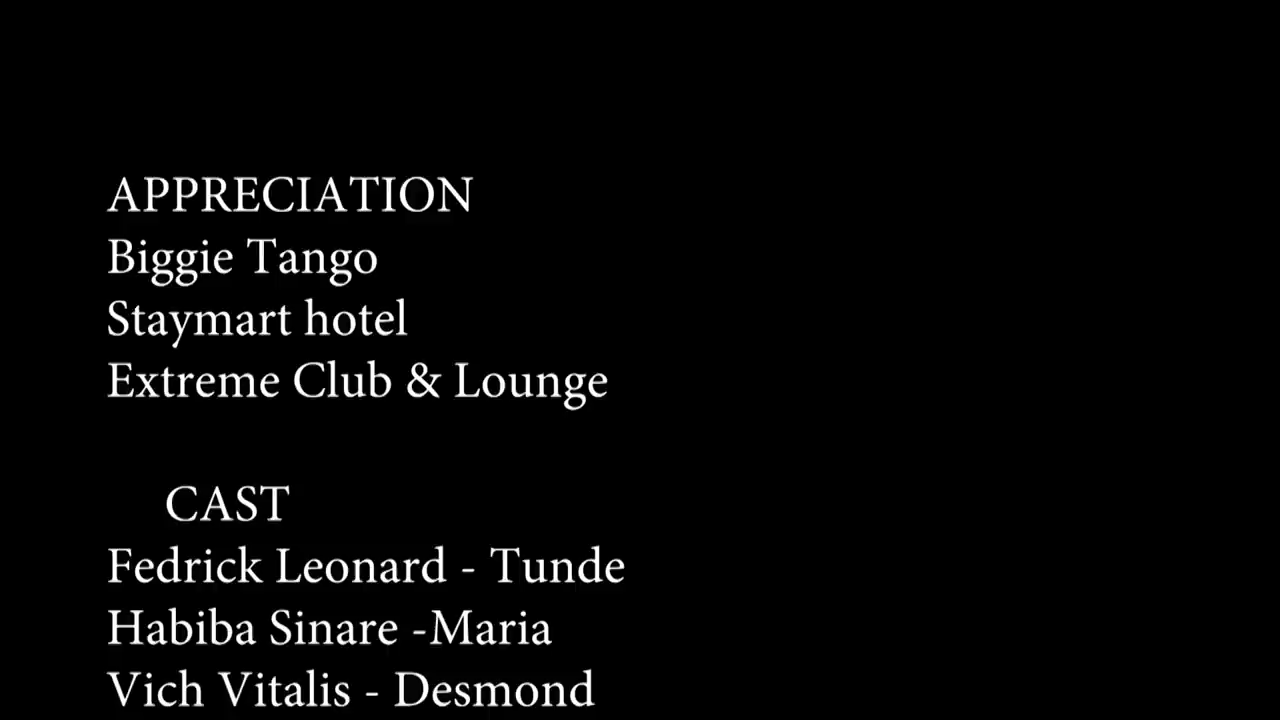 APPRECIATION
Biggie Tango
Staymart hotel
Extreme Club & Lounge
CAST
Fedrick Leonard - Tunde
Habiba Sinare -Maria
Vich Vitalis - Desmond